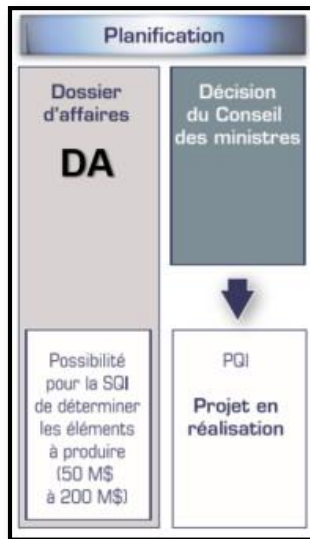 Planification
Dossier
d'affaires
DA
Possibilité
pour la SQI
de déterminer
les éléments
à produire
(50 M$
à 200 M$)
Décision
du Conseil
des ministres
PQI
Projet en
réalisation